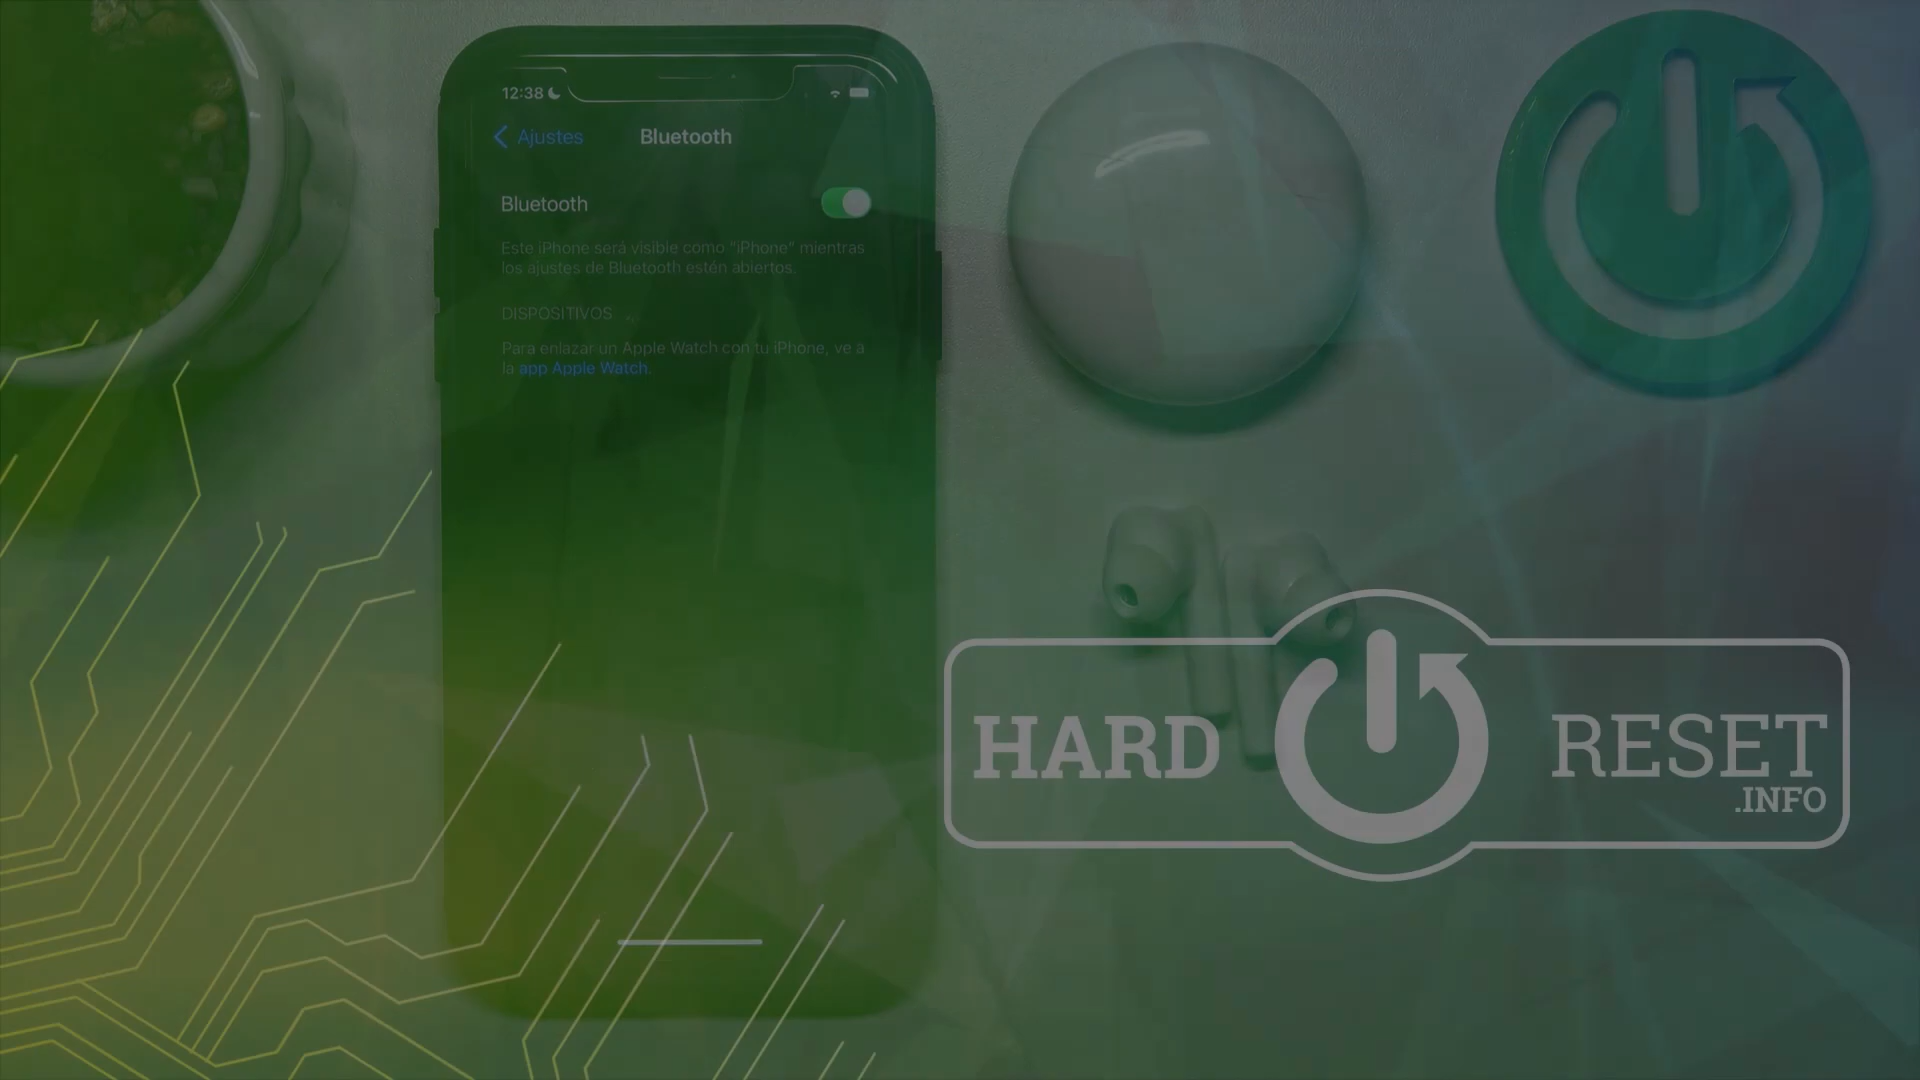 12:38
Ajustes
Bluetooth
Bluetooth
Este iPhone será visible como "iPhone" mientras
los ajustes de Bluetooth estén abiertos.
DISPOSITIVOS
Para enlazar un Apple Watch con tu iPhone, ve a
la app Apple Watch.
HARD RESET
.INFO